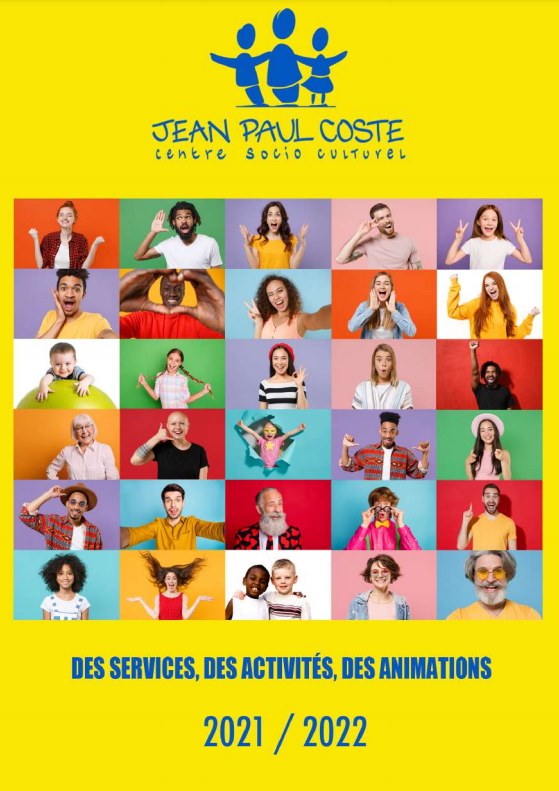 JEAN PAUL COSTE
centre socio culturel
DES SERVICES, DES ACTIVITÉS, DES ANIMATIONS
2021 / 2022